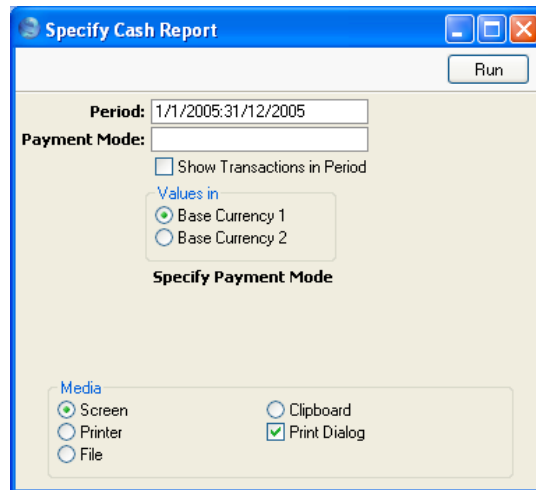 Specify Cash Report
Run
Period: 1/1/2005:31/12/2005
Payment Mode:
Show Transactions in Period
Values in
Base Currency 1
Base Currency 2
Specify Payment Mode
Media
Screen Clipboard
Printer Print Dialog
File